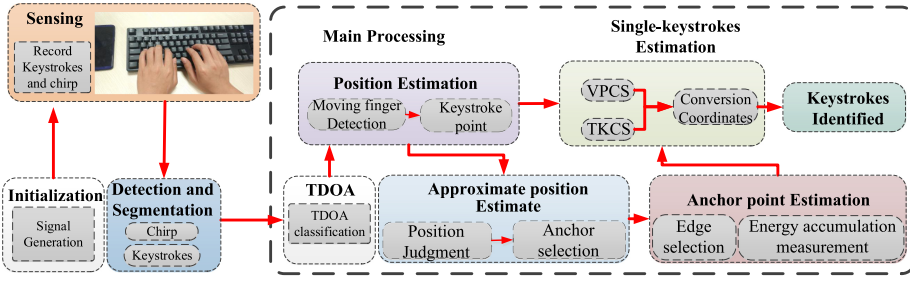 Sensing
Record
Keystrokes
and chirp
Initialization
Signal
Generation
Detection and
Segmentation
Chirp
Keystrokes
Main Processing
TDOA
TDOA
classification
Position Estimation
Moving finger
Detection
Keystroke
point
Approximate position
Estimate
Position
Judgment
Anchor
selection
Anchor point Estimation
Edge
selection
Energy accumulation
measurement
Single-keystrokes
Estimation
VPCS
TKCS
Conversion
Coordinates
Keystrokes
Identified